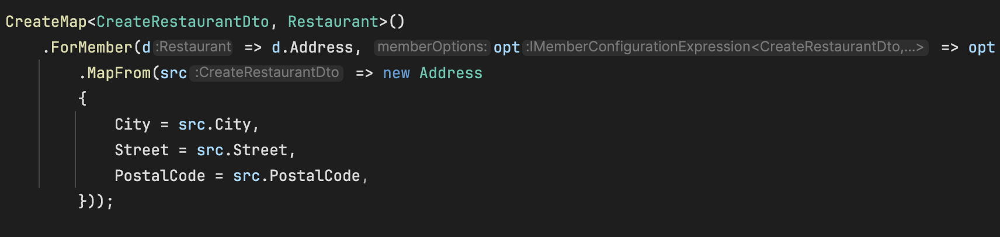 CreateMap<CreateRestaurantDto, Restaurant>()
.ForMember(d :Restaurant => d.Address, memberOptions: opt :IMemberConfigurationExpression<CreateRestaurantDto,...> => opt
.MapFrom(src :CreateRestaurantDto => new Address
{
City = src.City,
Street = src.Street,
PostalCode = src.PostalCode,
}));